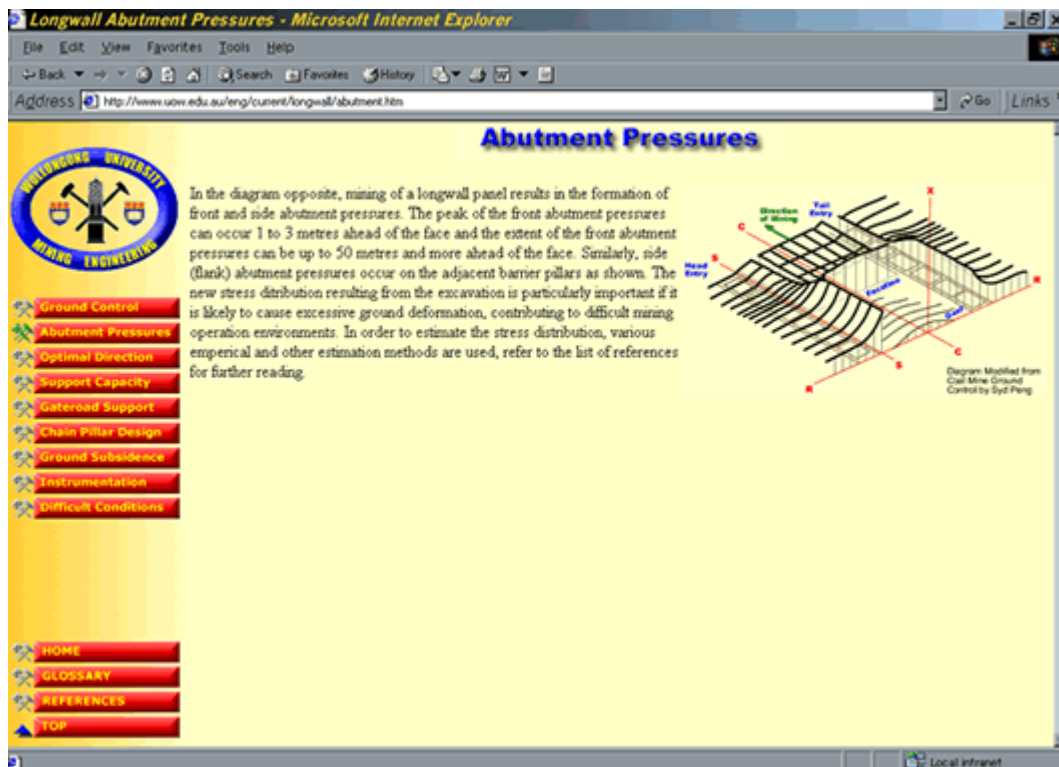 Longwall Abutment Pressures - Microsoft Internet Explorer
File Edit View Favorites Tools Help
Back Search Favorites History
Address http://www.uow.edu.au/eng/current/longwall/abutment.htm Go Links
WOLLONGONG UNIVERSITY
MINING ENGINEERING
Ground Control
Abutment Pressures
Optimal Direction
Support Capacity
Gateroad Support
Chain Pillar Design
Ground Subsidence
Instrumentation
Difficult Conditions
HOME
GLOSSARY
REFERENCES
TOP
Abutment Pressures
In the diagram opposite, mining of a longwall panel results in the formation of
front and side abutment pressures. The peak of the front abutment pressures
can occur 1 to 3 metres ahead of the face and the extent of the front abutment
pressures can be up to 50 metres and more ahead of the face. Similarly, side
(flank) abutment pressures occur on the adjacent barrier pillars as shown. The
new stress ditribution resulting from the excavation is particularly important if it
is likely to cause excessive ground deformation, contributing to difficult mining
operation environments. In order to estimate the stress distribution, various
emperical and other estimation methods are used, refer to the list of references
for further reading.
X
Tail
Entry
Direction
of Mining
C
Head
Entry
S
R
Goaf
C
S
R
Diagram Modified from
Coal Mine Ground
Control by Syd Peng
Local intranet